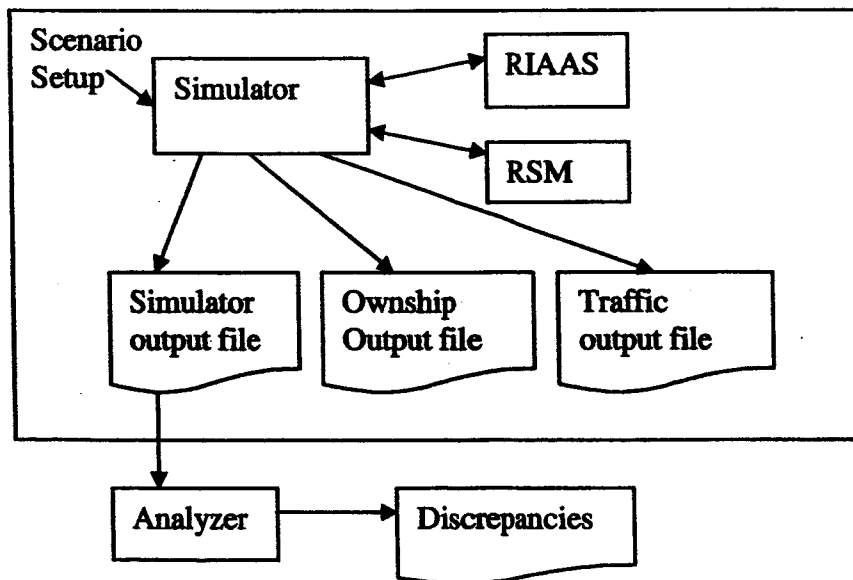 Scenario
Setup
Simulator
RIAAS
RSM
Simulator
output file
Ownship
Output file
Traffic
output file
Analyzer
Discrepancies